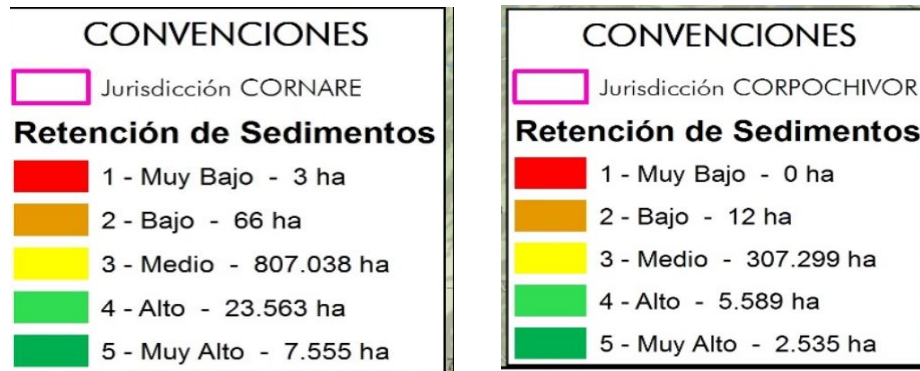 CONVENCIONES
Jurisdicción CORNARE
Retención de Sedimentos
1 - Muy Bajo - 3 ha
2 - Bajo - 66 ha
3 - Medio - 807.038 ha
4 - Alto - 23.563 ha
5 - Muy Alto - 7.555 ha
CONVENCIONES
Jurisdicción CORPOCHIVOR
Retención de Sedimentos
1 - Muy Bajo - 0 ha
2 - Bajo - 12 ha
3 - Medio - 307.299 ha
4 - Alto - 5.589 ha
5 - Muy Alto - 2.535 ha